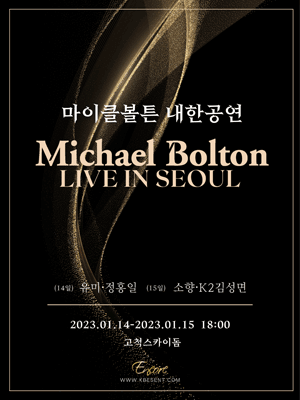 마이클볼튼 내한공연
Michael Bolton
LIVE IN SEOUL
(14일) 유미·정홍일 (15일) 소향·K2김성면
2023.01.14-2023.01.15 18:00
고척스카이돔
Encore
WWW.KBESENT.COM